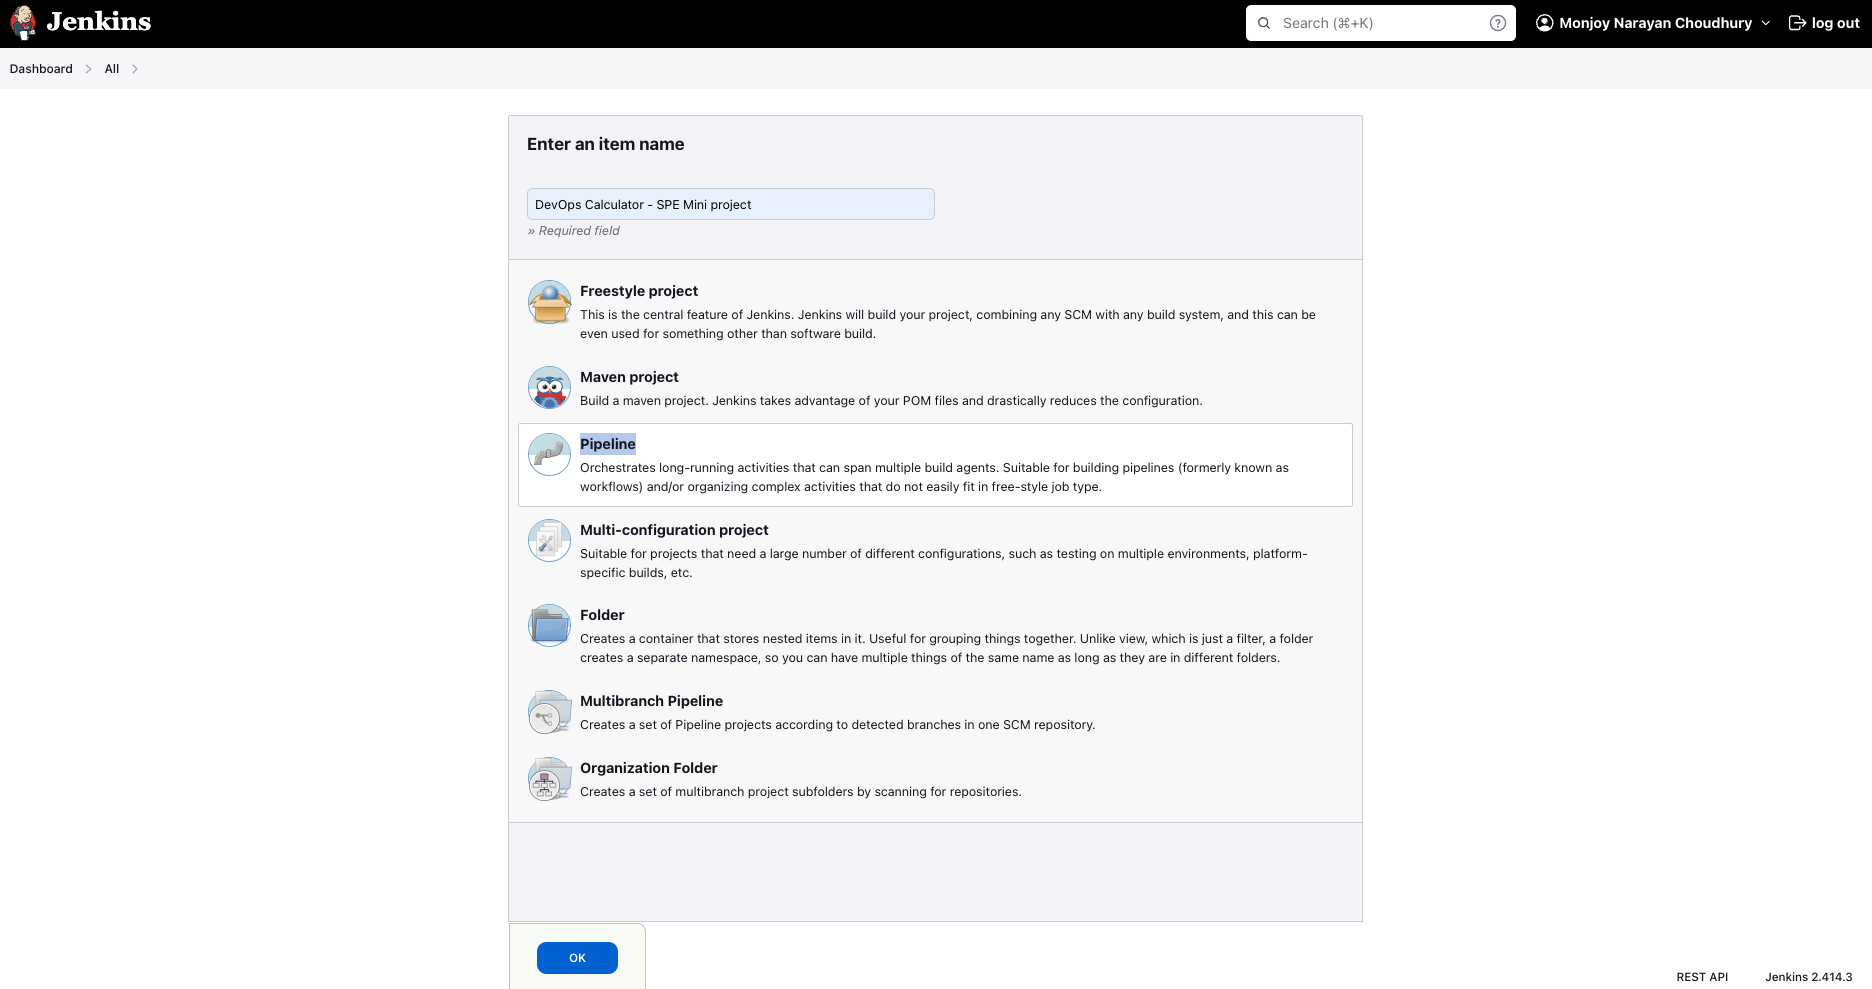 Jenkins
Search (⌘+K)
Monjoy Narayan Choudhury
log out
Dashboard
All
Enter an item name
DevOps Calculator - SPE Mini project
» Required field
Freestyle project
This is the central feature of Jenkins. Jenkins will build your project, combining any SCM with any build system, and this can be
even used for something other than software build.
Maven project
Build a maven project. Jenkins takes advantage of your POM files and drastically reduces the configuration.
Pipeline
Orchestrates long-running activities that can span multiple build agents. Suitable for building pipelines (formerly known as
workflows) and/or organizing complex activities that do not easily fit in free-style job type.
Multi-configuration project
Suitable for projects that need a large number of different configurations, such as testing on multiple environments, platform-
specific builds, etc.
Folder
Creates a container that stores nested items in it. Useful for grouping things together. Unlike view, which is just a filter, a folder
creates a separate namespace, so you can have multiple things of the same name as long as they are in different folders.
Multibranch Pipeline
Creates a set of Pipeline projects according to detected branches in one SCM repository.
Organization Folder
Creates a set of multibranch project subfolders by scanning for repositories.
OK
REST API
Jenkins 2.414.3